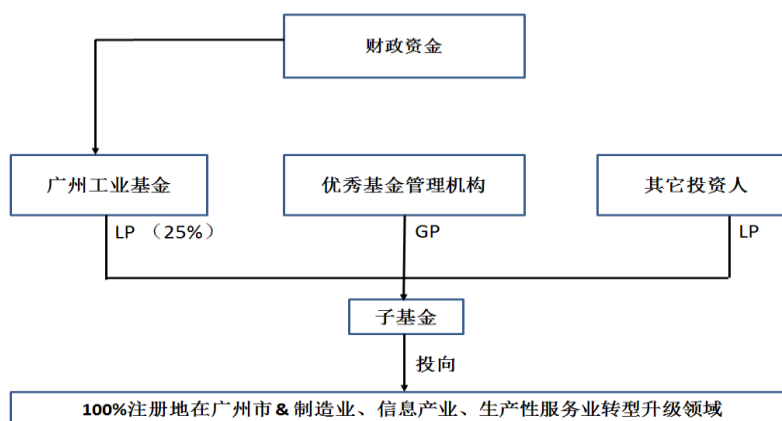 财政资金
广州工业基金
优秀基金管理机构
其它投资人
LP （25%）
GP
LP
子基金
投向
100%注册地在广州市&制造业、信息产业、生产性服务业转型升级领域